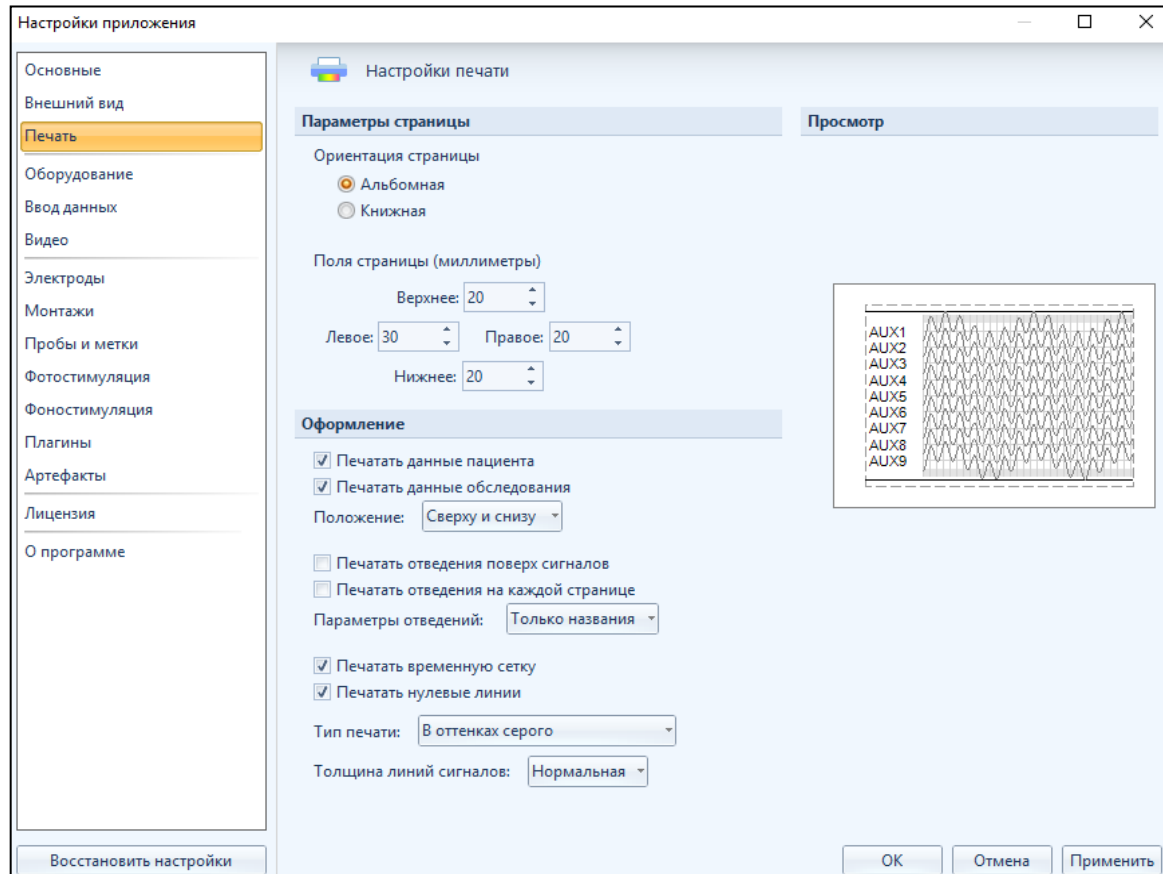 Настройки приложения
Основные
Внешний вид
Печать
Оборудование
Ввод данных
Видео
Электроды
Монтажи
Пробы и метки
Фотостимуляция
Фоностимуляция
Плагины
Артефакты
Лицензия
О программе
Восстановить настройки
Настройки печати
Параметры страницы
Ориентация страницы
Альбомная
Книжная
Поля страницы (миллиметры)
Верхнее: 20
Левое: 30 Правое: 20
Нижнее: 20
Оформление
Печатать данные пациента
Печатать данные обследования
Положение: Сверху и снизу
Печатать отведения поверх сигналов
Печатать отведения на каждой странице
Параметры отведений: Только названия
Печатать временную сетку
Печатать нулевые линии
Тип печати: В оттенках серого
Толщина линий сигналов: Нормальная
Просмотр
AUX1
AUX2
AUX3
AUX4
AUX5
AUX6
AUX7
AUX8
AUX9
OK Отмена Применить